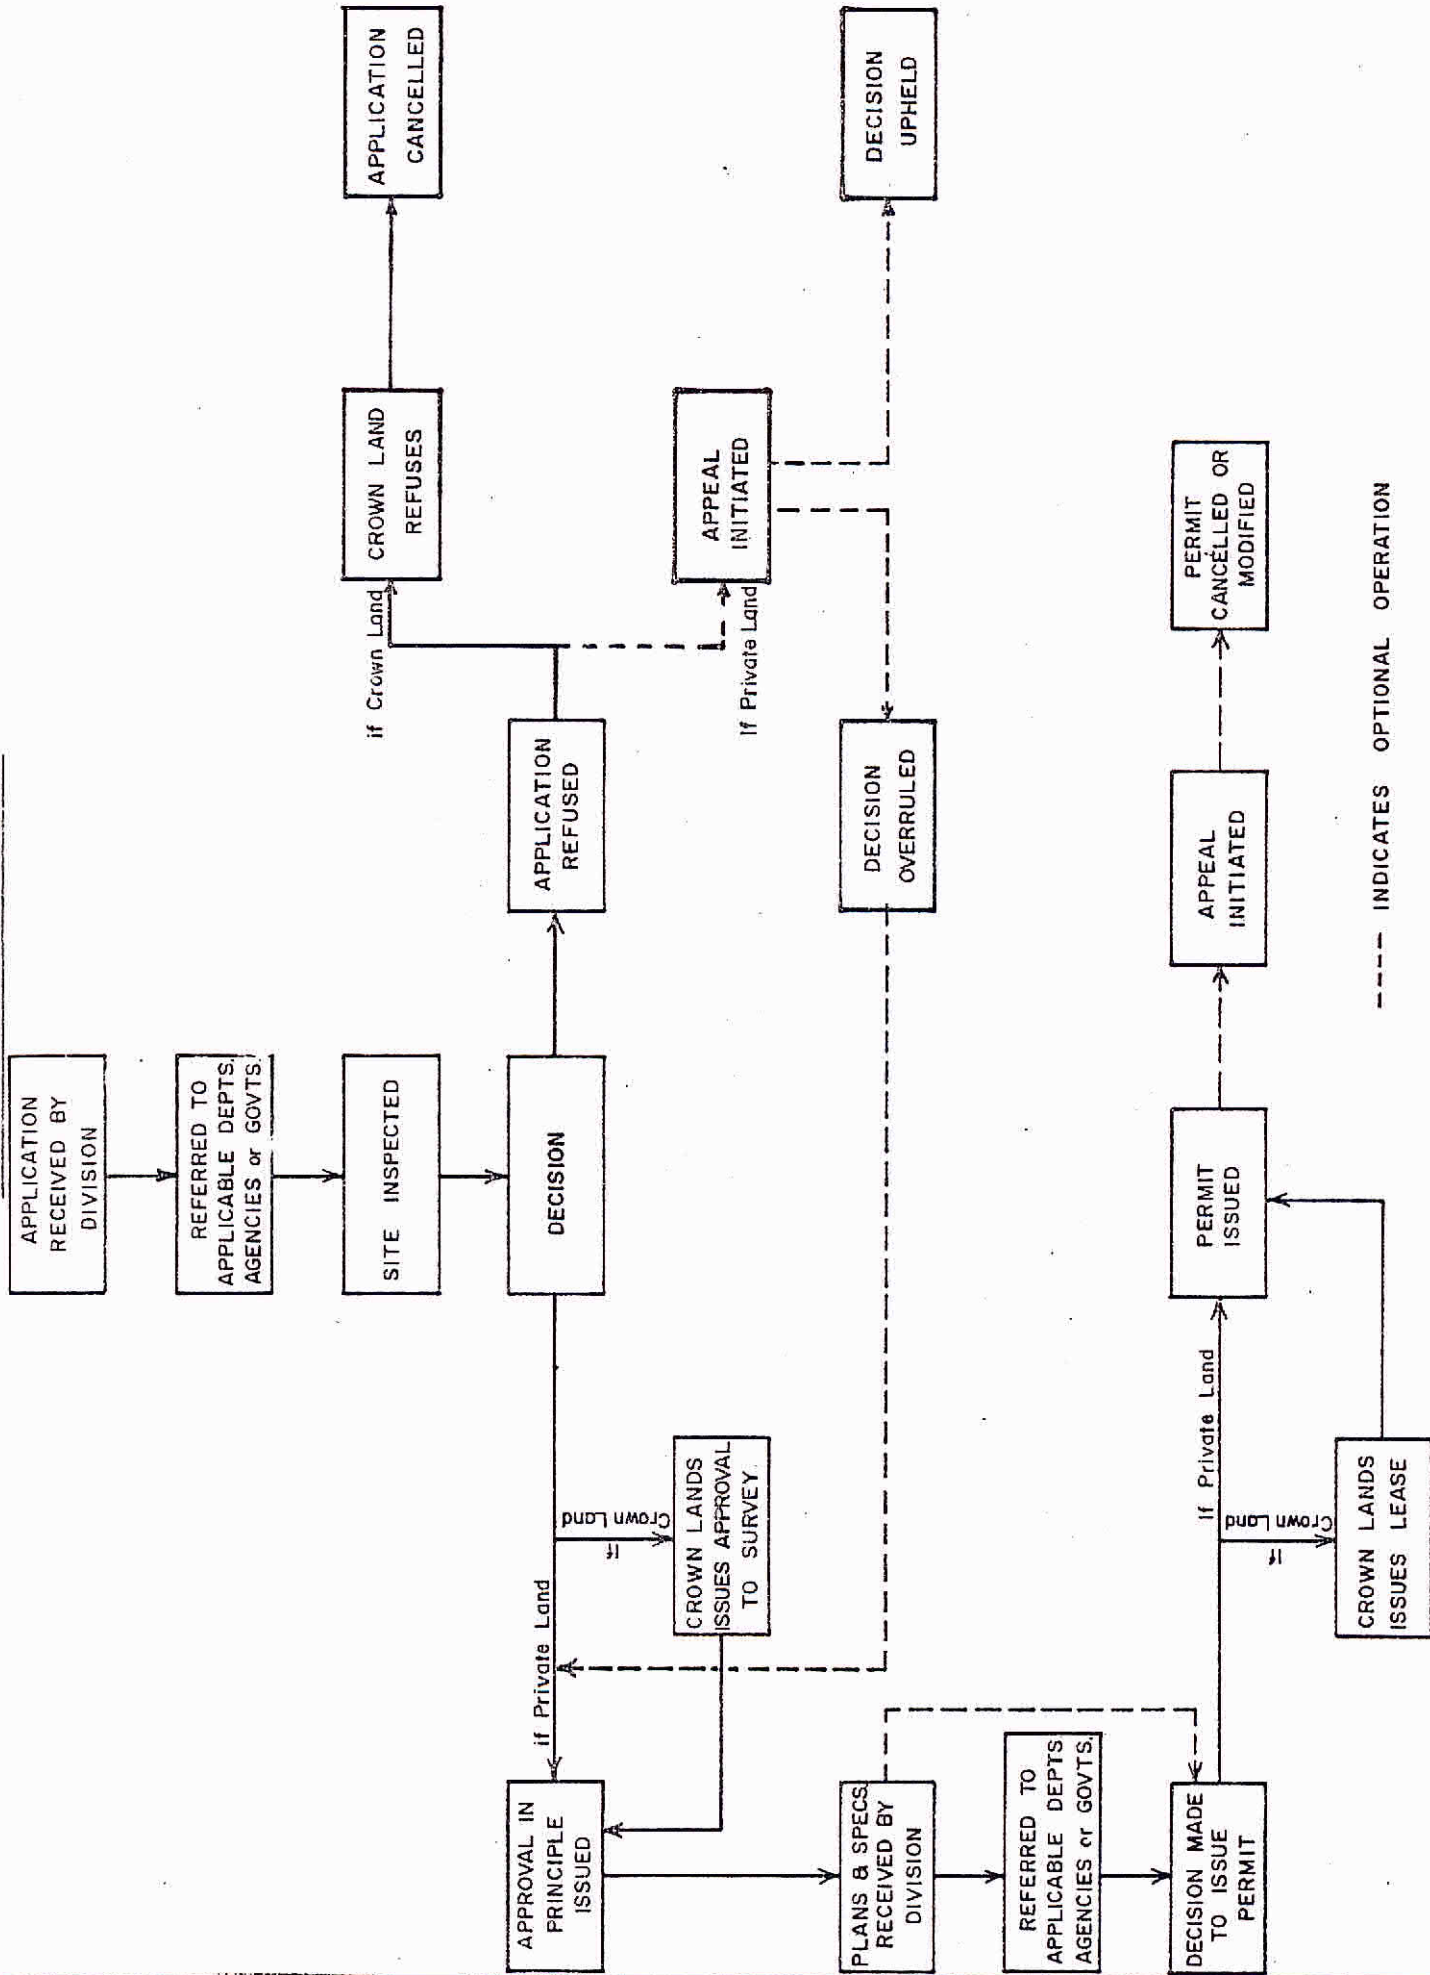 APPLICATION
RECEIVED BY
DIVISION
REFERRED TO
APPLICABLE DEPTS.
AGENCIES or GOVTS.
SITE INSPECTED
DECISION
APPLICATION
REFUSED
if Crown Land
CROWN LAND
REFUSES
APPLICATION
CANCELLED
If Private Land
APPEAL
INITIATED
DECISION
OVERRULED
DECISION
UPHELD
if Private Land
If
Crown Land
CROWN LANDS
ISSUES APPROVAL
TO SURVEY
APPROVAL IN
PRINCIPLE
ISSUED
PLANS & SPECS.
RECEIVED BY
DIVISION
REFERRED TO
APPLICABLE DEPTS
AGENCIES or GOVTS.
DECISION MADE
TO ISSUE
PERMIT
If Private Land
If
Crown Land
CROWN LANDS
ISSUES LEASE
PERMIT
ISSUED
APPEAL
INITIATED
PERMIT
CANCELLED OR
MODIFIED
---- INDICATES OPTIONAL OPERATION